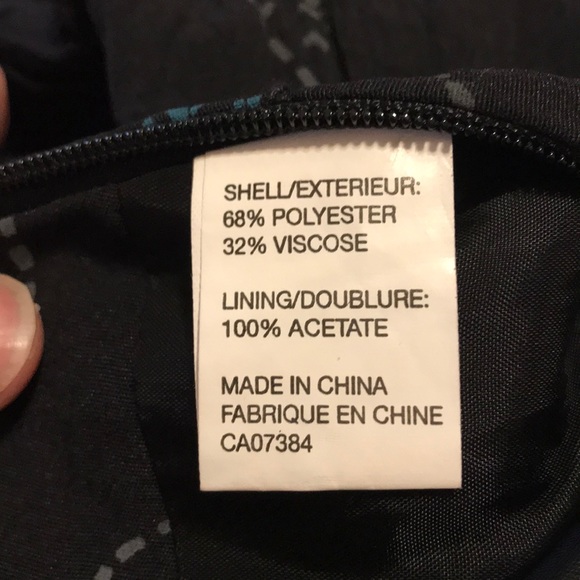 SHELL/EXTERIEUR:
68% POLYESTER
32% VISCOSE
LINING/DOUBLURE:
100% ACETATE
MADE IN CHINA
FABRIQUE EN CHINE
CA07384